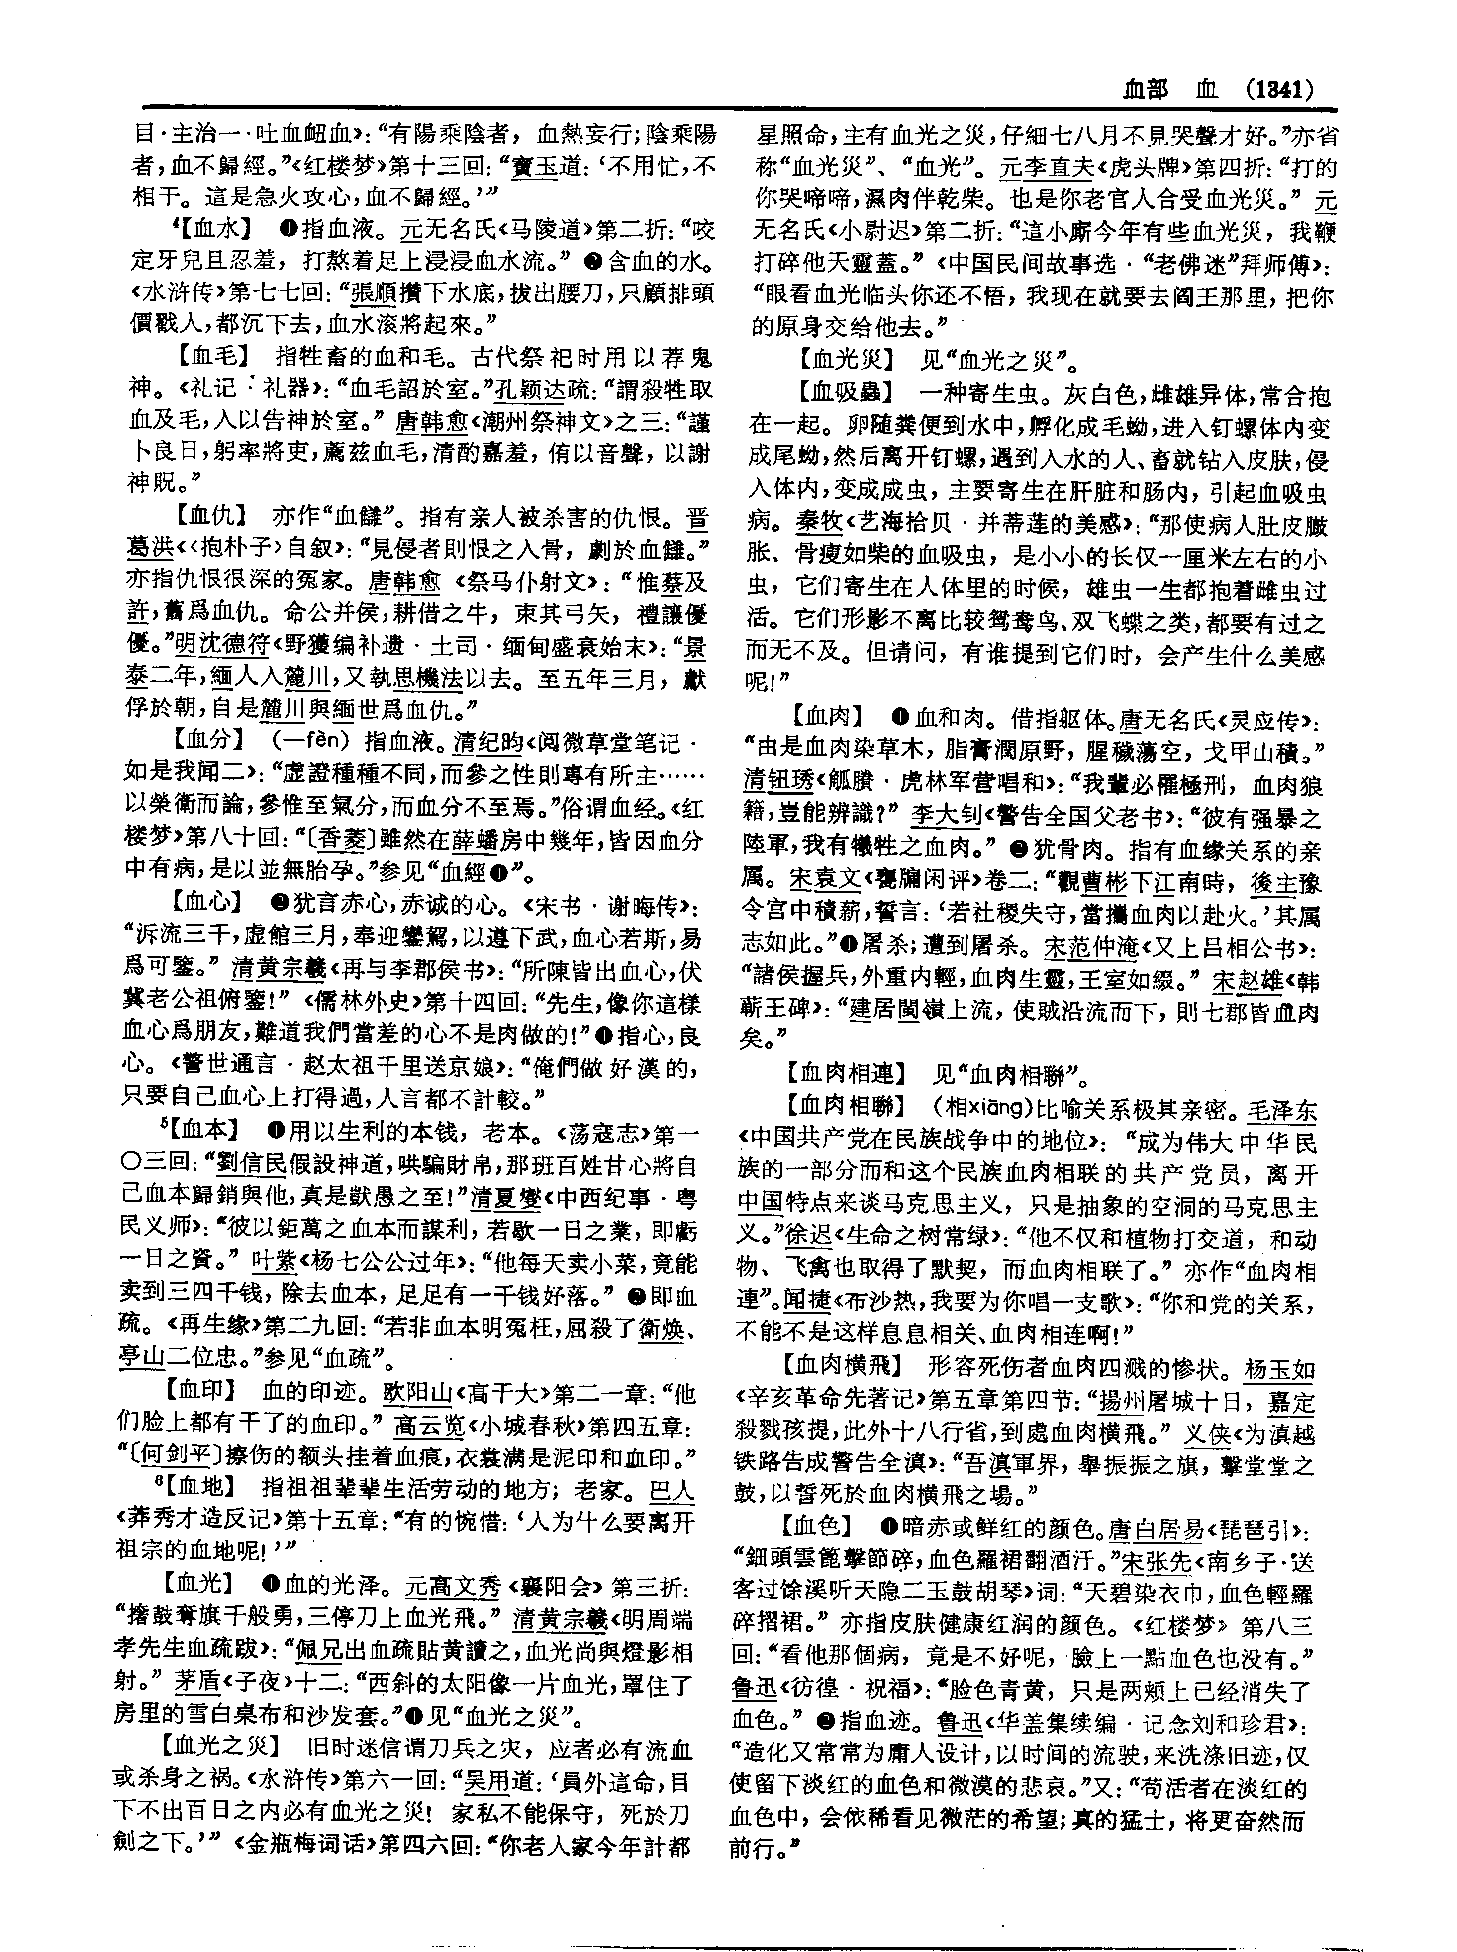 血部 血 (1341)
目·主治一·吐血衄血》：“有陽乘陰者，血熱妄行；陰乘陽
者，血不歸經。”《红楼梦》第十三回：“寶玉道：‘不用忙，不
相干。這是急火攻心，血不歸經。’”
⁴【血水】 ❶指血液。元无名氏《马陵道》第二折：“咬
定牙兒且忍羞，打熬着足上浸浸血水流。”❷含血的水。
《水浒传》第七七回：“張順攢下水底，拔出腰刀，只顧排頭
價戳人，都沉下去，血水滚將起來。”
【血毛】 指牲畜的血和毛。古代祭祀时用以荐鬼
神。《礼记·礼器》：“血毛詔於室。”孔颖达疏：“謂殺牲取
血及毛，入以告神於室。”唐韩愈《潮州祭神文》之三：“謹
卜良日，躬率將吏，薦兹血毛，清酌嘉羞，侑以音聲，以謝
神貺。”
【血仇】 亦作“血讎”。指有亲人被杀害的仇恨。晋
葛洪《〈抱朴子〉自叙》：“見侵者則恨之入骨，劇於血讎。”
亦指仇恨很深的冤家。唐韩愈《祭马仆射文》：“惟蔡及
許，舊爲血仇。命公并侯，耕借之牛，束其弓矢，禮讓優
優。”明沈德符《野獲编补遗·土司·缅甸盛衰始末》：“景
泰二年，緬人入麓川，又執思機法以去。至五年三月，獻
俘於朝，自是麓川與緬世爲血仇。”
【血分】 （—fèn）指血液。清纪昀《阅微草堂笔记·
如是我闻二》：“虚證種種不同，而參之性則專有所主……
以榮衛而論，參惟至氣分，而血分不至焉。”俗谓血经。《红
楼梦》第八十回：“〔香菱〕雖然在薛蟠房中幾年，皆因血分
中有病，是以並無胎孕。”参见“血經❶”。
【血心】 ❷犹言赤心，赤诚的心。《宋书·谢晦传》：
“泝流三千，虚館三月，奉迎鑾駕，以遵下武，血心若斯，易
爲可鑒。”清黄宗羲《再与李郡侯书》：“所陳皆出血心，伏
冀老公祖俯鑒！”《儒林外史》第十四回：“先生，像你這樣
血心爲朋友，難道我們當差的心不是肉做的！”❶指心，良
心。《警世通言·赵太祖千里送京娘》：“俺們做好漢的，
只要自己血心上打得過，人言都不計較。”
⁵【血本】 ❶用以生利的本钱，老本。《荡寇志》第一
〇三回：“劉信民假設神道，哄騙財帛，那班百姓甘心將自
己血本歸銷與他，真是獃愚之至！”清夏燮《中西纪事·粤
民义师》：“彼以鉅萬之血本而謀利，若歇一日之業，即虧
一日之資。”叶紫《杨七公公过年》：“他每天卖小菜，竟能
卖到三四千钱，除去血本，足足有一千钱好落。”❷即血
疏。《再生缘》第二九回：“若非血本明冤枉，屈殺了衛焕、
亭山二位忠。”参见“血疏”。
【血印】 血的印迹。欧阳山《高干大》第二一章：“他
们脸上都有干了的血印。”高云览《小城春秋》第四五章：
“〔何剑平〕擦伤的额头挂着血痕，衣裳满是泥印和血印。”
⁶【血地】 指祖祖辈辈生活劳动的地方；老家。巴人
《莽秀才造反记》第十五章：“有的惋惜：‘人为什么要离开
祖宗的血地呢！’”
【血光】 ❶血的光泽。元高文秀《襄阳会》第三折：
“擂鼓奪旗千般勇，三停刀上血光飛。”清黄宗羲《明周端
孝先生血疏跋》：“佩兄出血疏貼黄讀之，血光尚與燈影相
射。”茅盾《子夜》十二：“西斜的太阳像一片血光，罩住了
房里的雪白桌布和沙发套。”❶见“血光之災”。
【血光之災】 旧时迷信谓刀兵之灾，应者必有流血
或杀身之祸。《水浒传》第六一回：“吴用道：‘員外這命，目
下不出百日之内必有血光之災！家私不能保守，死於刀
劍之下。’”《金瓶梅词话》第四六回：“你老人家今年計都
星照命，主有血光之災，仔細七八月不見哭聲才好。”亦省
称“血光災”、“血光”。元李直夫《虎头牌》第四折：“打的
你哭啼啼，濕肉伴乾柴。也是你老官人合受血光災。”元
无名氏《小尉迟》第二折：“這小廝今年有些血光災，我鞭
打碎他天靈蓋。”《中国民间故事选·“老佛迷”拜师傅》：
“眼看血光临头你还不悟，我现在就要去阎王那里，把你
的原身交给他去。”
【血光災】 见“血光之災”。
【血吸蟲】 一种寄生虫。灰白色，雌雄异体，常合抱
在一起。卵随粪便到水中，孵化成毛蚴，进入钉螺体内变
成尾蚴，然后离开钉螺，遇到入水的人、畜就钻入皮肤，侵
入体内，变成成虫，主要寄生在肝脏和肠内，引起血吸虫
病。秦牧《艺海拾贝·并蒂莲的美感》：“那使病人肚皮臌
胀、骨瘦如柴的血吸虫，是小小的长仅一厘米左右的小
虫，它们寄生在人体里的时候，雄虫一生都抱着雌虫过
活。它们形影不离比较鸳鸯鸟、双飞蝶之类，都要有过之
而无不及。但请问，有谁提到它们时，会产生什么美感
呢！”
【血肉】 ❶血和肉。借指躯体。唐无名氏《灵应传》：
“由是血肉染草木，脂膏潤原野，腥穢蕩空，戈甲山積。”
清钮琇《觚賸·虎林军营唱和》：“我輩必罹極刑，血肉狼
籍，豈能辨識？”李大钊《警告全国父老书》：“彼有强暴之
陸軍，我有犧牲之血肉。”❷犹骨肉。指有血缘关系的亲
属。宋袁文《甕牖闲评》卷二：“觀曹彬下江南時，後主豫
令宫中積薪，誓言：‘若社稷失守，當攜血肉以赴火。’其属
志如此。”❶屠杀；遭到屠杀。宋范仲淹《又上吕相公书》：
“諸侯握兵，外重内輕，血肉生靈，王室如綴。”宋赵雄《韩
蕲王碑》：“建居閩嶺上流，使贼沿流而下，則七郡皆血肉
矣。”
【血肉相連】 见“血肉相聯”。
【血肉相聯】 （相xiāng）比喻关系极其亲密。毛泽东
《中国共产党在民族战争中的地位》：“成为伟大中华民
族的一部分而和这个民族血肉相联的共产党员，离开
中国特点来谈马克思主义，只是抽象的空洞的马克思主
义。”徐迟《生命之树常绿》：“他不仅和植物打交道，和动
物、飞禽也取得了默契，而血肉相联了。”亦作“血肉相
連”。闻捷《布沙热，我要为你唱一支歌》：“你和党的关系，
不能不是这样息息相关、血肉相连啊！”
【血肉横飛】 形容死伤者血肉四溅的惨状。杨玉如
《辛亥革命先著记》第五章第四节：“揚州屠城十日，嘉定
殺戮孩提，此外十八行省，到處血肉横飛。”义侠《为滇越
铁路告成警告全滇》：“吾滇軍界，舉振振之旗，擊堂堂之
鼓，以誓死於血肉横飛之場。”
【血色】 ❶暗赤或鲜红的颜色。唐白居易《琵琶引》：
“鈿頭雲篦擊節碎，血色羅裙翻酒汙。”宋张先《南乡子·送
客过馀溪听天隐二玉鼓胡琴》词：“天碧染衣巾，血色輕羅
碎摺裙。”亦指皮肤健康红润的颜色。《红楼梦》第八三
回：“看他那個病，竟是不好呢，臉上一點血色也没有。”
鲁迅《彷徨·祝福》：“脸色青黄，只是两颊上已经消失了
血色。”❷指血迹。鲁迅《华盖集续编·记念刘和珍君》：
“造化又常常为庸人设计，以时间的流驶，来洗涤旧迹，仅
使留下淡红的血色和微漠的悲哀。”又：“苟活者在淡红的
血色中，会依稀看见微茫的希望；真的猛士，将更奋然而
前行。”